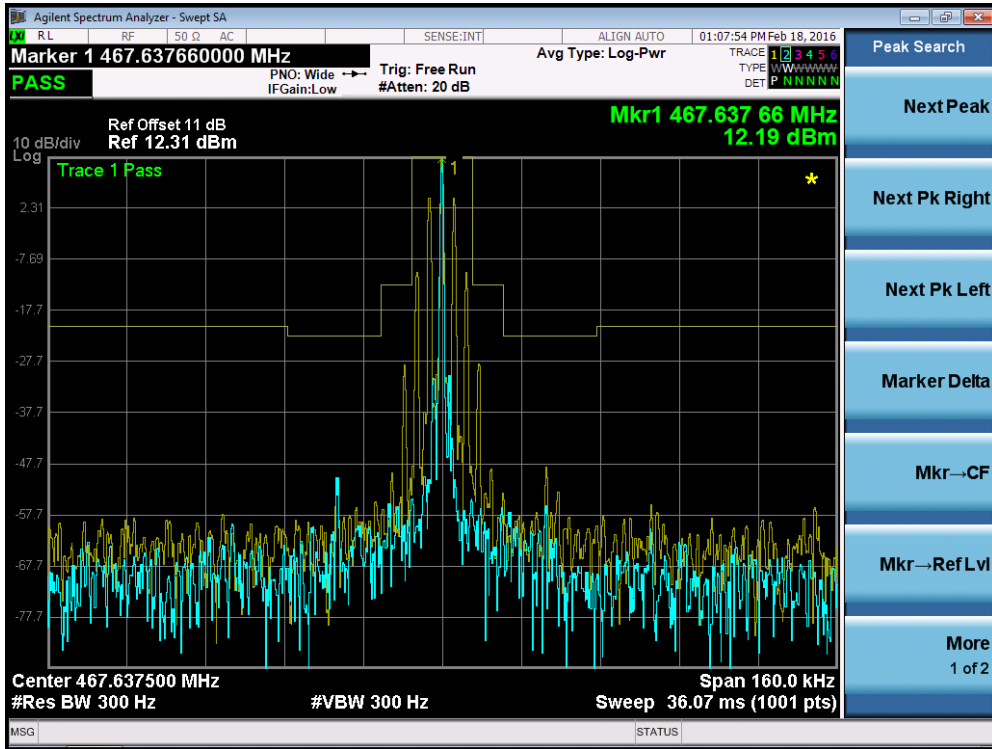 Agilent Spectrum Analyzer - Swept SA
LXI RL RF 50 Ω AC SENSE:INT ALIGN AUTO 01:07:54 PM Feb 18, 2016
Marker 1 467.637660000 MHz
PASS
PNO: Wide
IFGain:Low
Trig: Free Run
#Atten: 20 dB
Avg Type: Log-Pwr
TRACE 1 2 3 4 5 6
TYPE WWWWWW
DET P N N N N N
Mkr1 467.637 66 MHz
12.19 dBm
Ref Offset 11 dB
10 dB/div Ref 12.31 dBm
Log
Trace 1 Pass
1
*
2.31
-7.69
-17.7
-27.7
-37.7
-47.7
-57.7
-67.7
-77.7
Center 467.637500 MHz
Span 160.0 kHz
#Res BW 300 Hz
#VBW 300 Hz
Sweep 36.07 ms (1001 pts)
MSG
STATUS
Peak Search
Next Peak
Next Pk Right
Next Pk Left
Marker Delta
Mkr→CF
Mkr→RefLvl
More
1 of 2